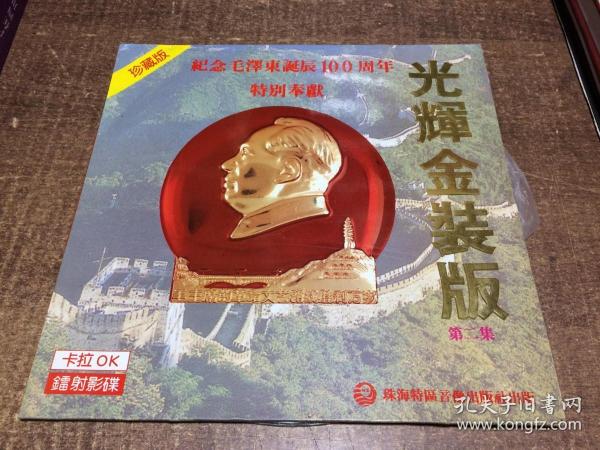 珍藏版
紀念毛澤東誕辰100周年
特别奉獻
光輝金裝版
第二集
卡拉OK
鐳射影碟
珠海特區音像出版社出版
孔夫子旧书网
www.kongfz.com